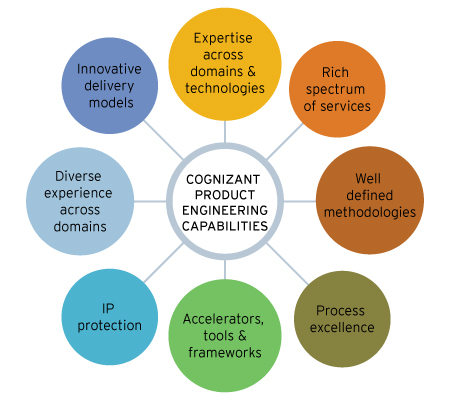 Expertise
across
domains &
technologies
Rich
spectrum
of services
Well
defined
methodologies
Process
excellence
Accelerators,
tools &
frameworks
IP
protection
Diverse
experience
across
domains
Innovative
delivery
models
COGNIZANT
PRODUCT
ENGINEERING
CAPABILITIES